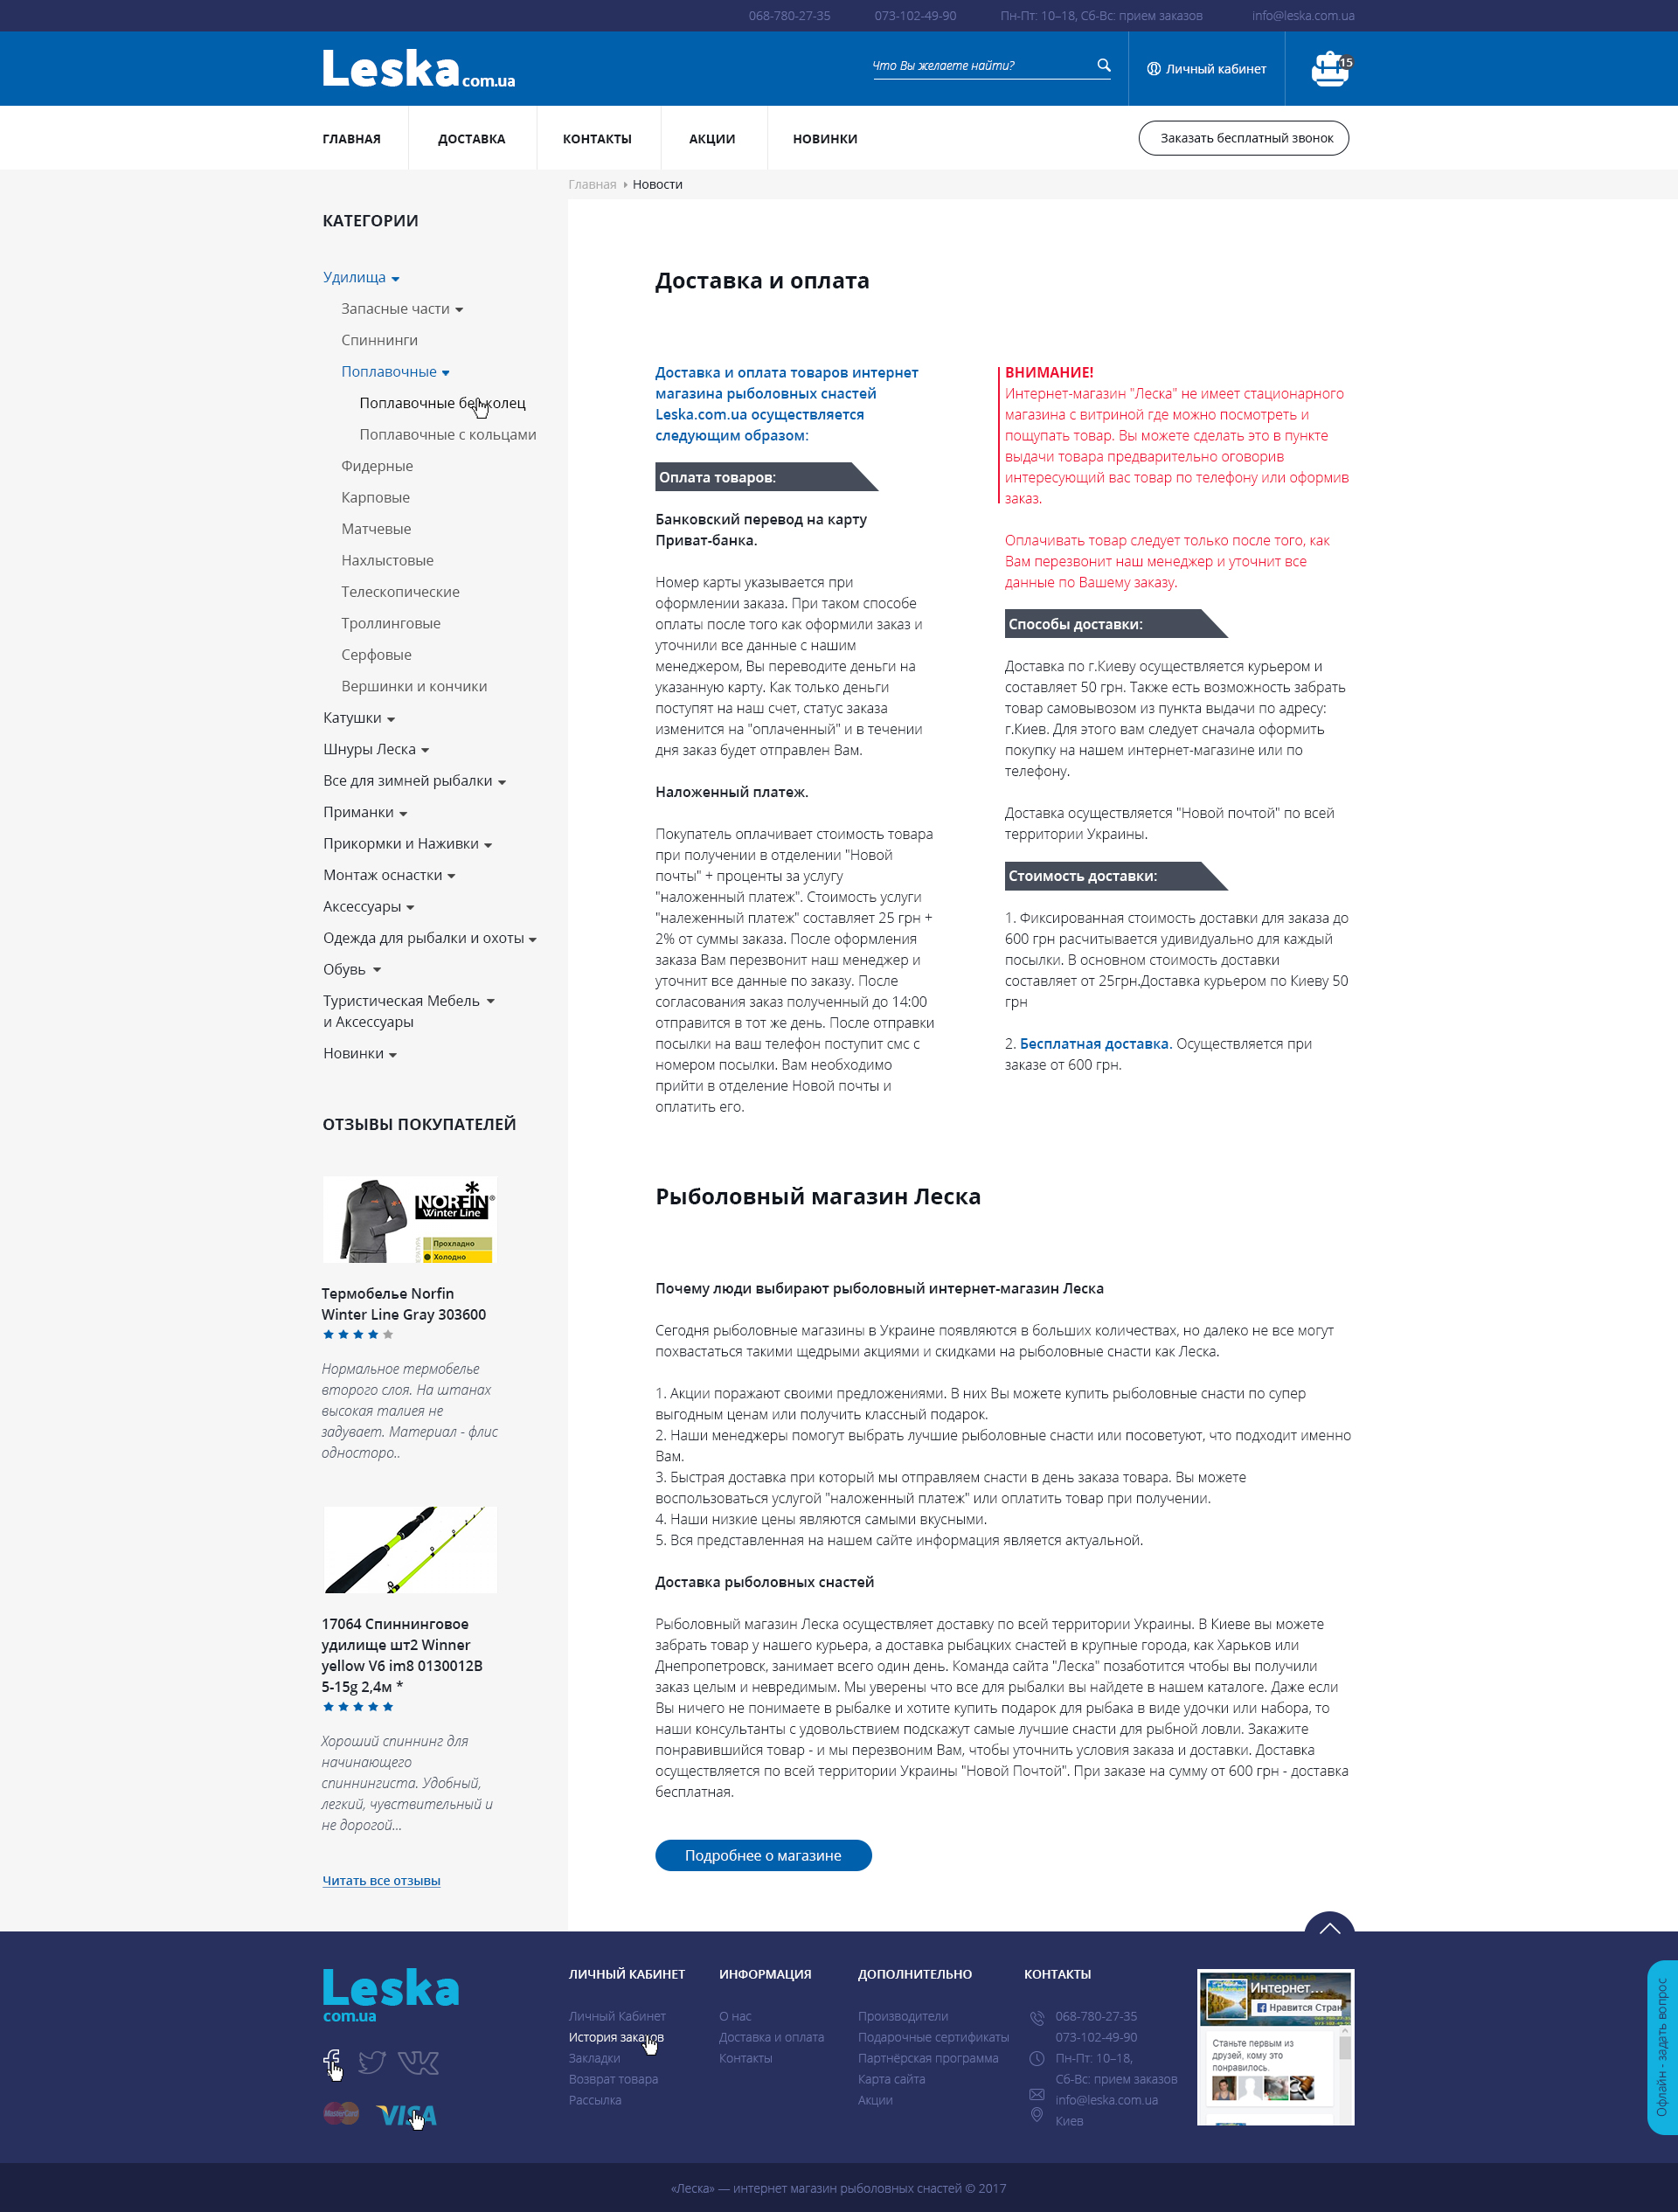 068-780-27-35 073-102-49-90 Пн-Пт: 10–18, Сб-Вс: прием заказов info@leska.com.ua
Leska com.ua
Что Вы желаете найти?
Личный кабинет
15
ГЛАВНАЯ ДОСТАВКА КОНТАКТЫ АКЦИИ НОВИНКИ
Заказать бесплатный звонок
Главная Новости
КАТЕГОРИИ
Удилища
Запасные части
Спиннинги
Поплавочные
Поплавочные без колец
Поплавочные с кольцами
Фидерные
Карповые
Матчевые
Нахлыстовые
Телескопические
Троллинговые
Серфовые
Вершинки и кончики
Катушки
Шнуры Леска
Все для зимней рыбалки
Приманки
Прикормки и Наживки
Монтаж оснастки
Аксессуары
Одежда для рыбалки и охоты
Обувь
Туристическая Мебель
и Аксессуары
Новинки
ОТЗЫВЫ ПОКУПАТЕЛЕЙ
NORFIN®
Winter Line
Прохладно
Холодно
Термобелье Norfin
Winter Line Gray 303600
Нормальное термобелье
второго слоя. На штанах
высокая талиея не
задувает. Материал - флис
односторо..
17064 Спиннинговое
удилище шт2 Winner
yellow V6 im8 0130012B
5-15g 2,4м *
Хороший спиннинг для
начинающего
спиннингиста. Удобный,
легкий, чувствительный и
не дорогой...
Читать все отзывы
Доставка и оплата
Доставка и оплата товаров интернет
магазина рыболовных снастей
Leska.com.ua осуществляется
следующим образом:
Оплата товаров:
Банковский перевод на карту
Приват-банка.
Номер карты указывается при
оформлении заказа. При таком способе
оплаты после того как оформили заказ и
уточнили все данные с нашим
менеджером, Вы переводите деньги на
указанную карту. Как только деньги
поступят на наш счет, статус заказа
изменится на "оплаченный" и в течении
дня заказ будет отправлен Вам.
Наложенный платеж.
Покупатель оплачивает стоимость товара
при получении в отделении "Новой
почты" + проценты за услугу
"наложенный платеж". Стоимость услуги
"належенный платеж" составляет 25 грн +
2% от суммы заказа. После оформления
заказа Вам перезвонит наш менеджер и
уточнит все данные по заказу. После
согласования заказ полученный до 14:00
отправится в тот же день. После отправки
посылки на ваш телефон поступит смс с
номером посылки. Вам необходимо
прийти в отделение Новой почты и
оплатить его.
ВНИМАНИЕ!
Интернет-магазин "Леска" не имеет стационарного
магазина с витриной где можно посмотреть и
пощупать товар. Вы можете сделать это в пункте
выдачи товара предварительно оговорив
интересующий вас товар по телефону или оформив
заказ.
Оплачивать товар следует только после того, как
Вам перезвонит наш менеджер и уточнит все
данные по Вашему заказу.
Способы доставки:
Доставка по г.Киеву осуществляется курьером и
составляет 50 грн. Также есть возможность забрать
товар самовывозом из пункта выдачи по адресу:
г.Киев. Для этого вам следует сначала оформить
покупку на нашем интернет-магазине или по
телефону.
Доставка осуществляется "Новой почтой" по всей
территории Украины.
Стоимость доставки:
1. Фиксированная стоимость доставки для заказа до
600 грн расчитывается удивидуально для каждый
посылки. В основном стоимость доставки
составляет от 25грн.Доставка курьером по Киеву 50
грн
2. Бесплатная доставка. Осуществляется при
заказе от 600 грн.
Рыболовный магазин Леска
Почему люди выбирают рыболовный интернет-магазин Леска
Сегодня рыболовные магазины в Украине появляются в больших количествах, но далеко не все могут
похвастаться такими щедрыми акциями и скидками на рыболовные снасти как Леска.
1. Акции поражают своими предложениями. В них Вы можете купить рыболовные снасти по супер
выгодным ценам или получить классный подарок.
2. Наши менеджеры помогут выбрать лучшие рыболовные снасти или посоветуют, что подходит именно
Вам.
3. Быстрая доставка при который мы отправляем снасти в день заказа товара. Вы можете
воспользоваться услугой "наложенный платеж" или оплатить товар при получении.
4. Наши низкие цены являются самыми вкусными.
5. Вся представленная на нашем сайте информация является актуальной.
Доставка рыболовных снастей
Рыболовный магазин Леска осуществляет доставку по всей территории Украины. В Киеве вы можете
забрать товар у нашего курьера, а доставка рыбацких снастей в крупные города, как Харьков или
Днепропетровск, занимает всего один день. Команда сайта "Леска" позаботится чтобы вы получили
заказ целым и невредимым. Мы уверены что все для рыбалки вы найдете в нашем каталоге. Даже если
Вы ничего не понимаете в рыбалке и хотите купить подарок для рыбака в виде удочки или набора, то
наши консультанты с удовольствием подскажут самые лучшие снасти для рыбной ловли. Закажите
понравившийся товар - и мы перезвоним Вам, чтобы уточнить условия заказа и доставки. Доставка
осуществляется по всей территории Украины "Новой Почтой". При заказе на сумму от 600 грн - доставка
бесплатная.
Подробнее о магазине
Leska
com.ua
MasterCard VISA
ЛИЧНЫЙ КАБИНЕТ
Личный Кабинет
История заказов
Закладки
Возврат товара
Рассылка
ИНФОРМАЦИЯ
О нас
Доставка и оплата
Контакты
ДОПОЛНИТЕЛЬНО
Производители
Подарочные сертификаты
Партнёрская программа
Карта сайта
Акции
КОНТАКТЫ
068-780-27-35
073-102-49-90
Пн-Пт: 10–18,
Сб-Вс: прием заказов
info@leska.com.ua
Киев
Интернет...
Нравится Стран
Станьте первым из
друзей, кому это
понравилось.
Офлайн - задать вопрос
«Леска» — интернет магазин рыболовных снастей © 2017